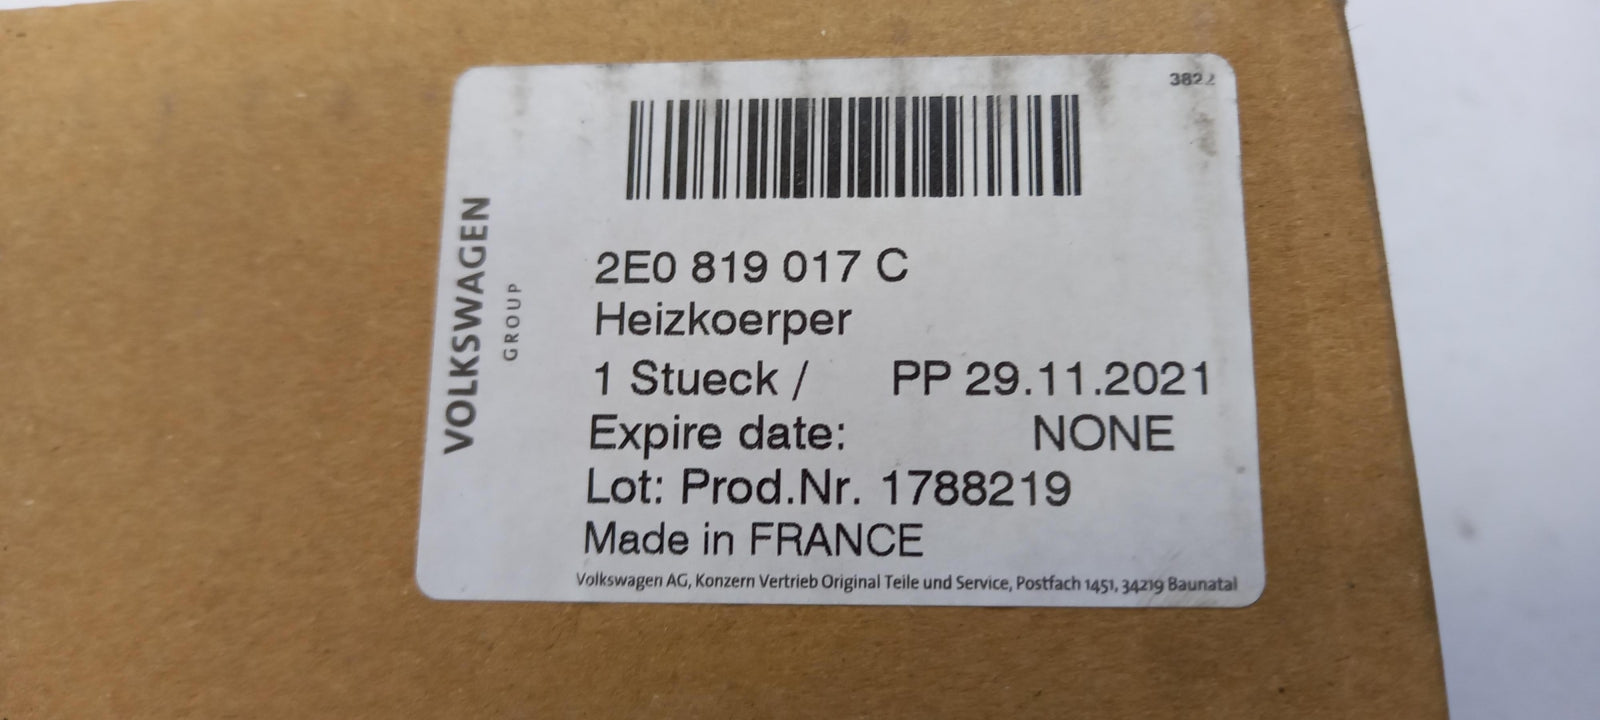 3822
VOLKSWAGEN
GROUP
2E0 819 017 C
Heizkoerper
1 Stueck / PP 29.11.2021
Expire date: NONE
Lot: Prod.Nr. 1788219
Made in FRANCE
Volkswagen AG, Konzern Vertrieb Original Teile und Service, Postfach 1451, 34219 Baunatal